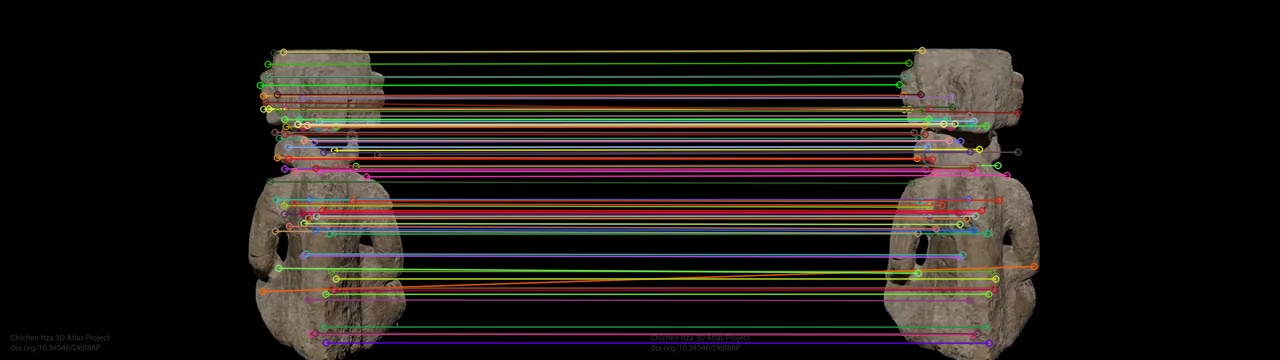 Chichen Itza 3D Atlas Project
doi.org/10.34946/D6B88P
Chichen Itza 3D Atlas Project
doi.org/10.34946/D6B88P